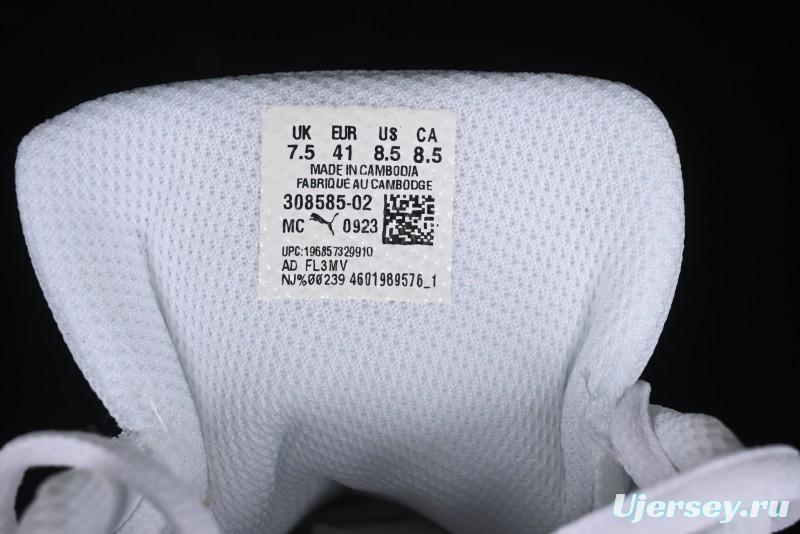 UK EUR US CA
7.5 41 8.5 8.5
MADE IN CAMBODIA
FABRIQUÉ AU CAMBODGE
308585-02
MC 0923
UPC:196857329910
AD FL3MV
NJ%00239 4601989576_1
Ujersey.ru